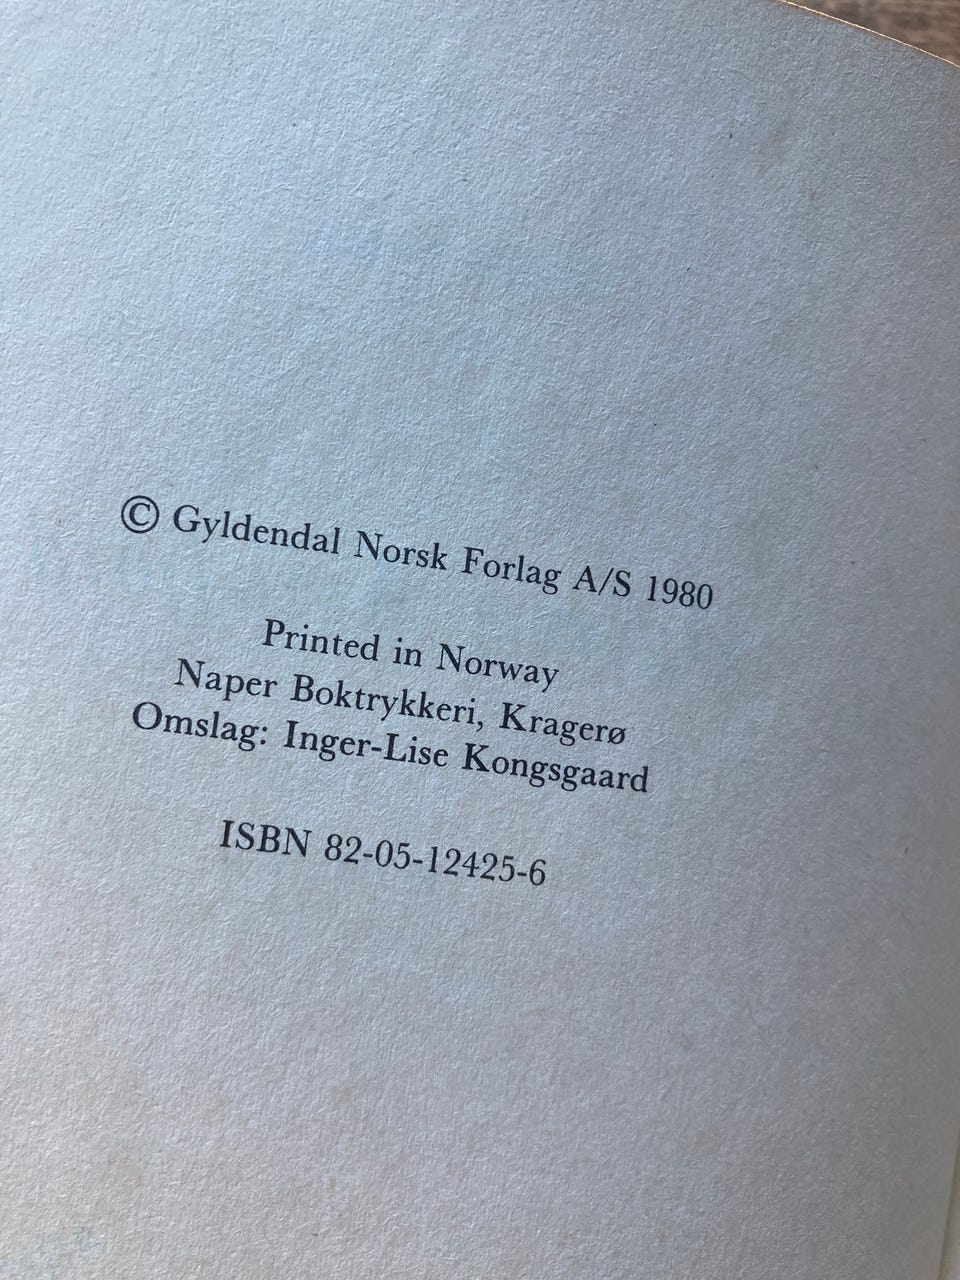 © Gyldendal Norsk Forlag A/S 1980
Printed in Norway
Naper Boktrykkeri, Kragerø
Omslag: Inger-Lise Kongsgaard
ISBN 82-05-12425-6